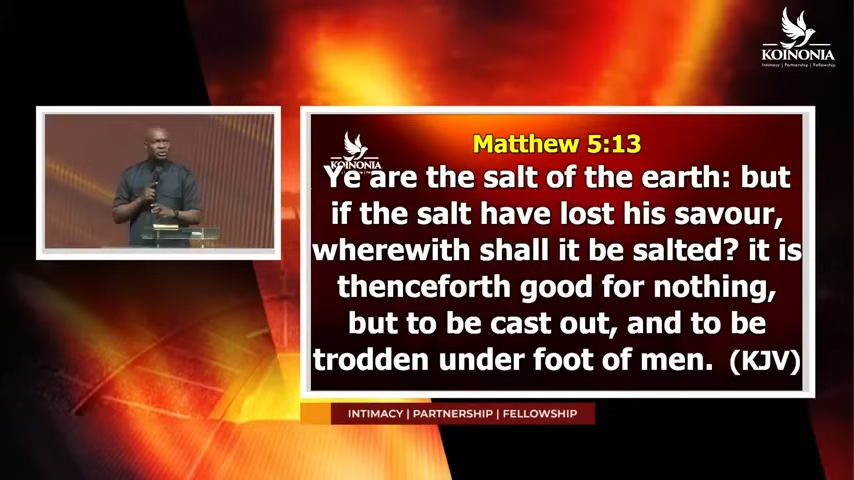 KOINONIA
Intimacy | Partnership | Fellowship
Matthew 5:13
KOINONIA
Ye are the salt of the earth: but
if the salt have lost his savour,
wherewith shall it be salted? it is
thenceforth good for nothing,
but to be cast out, and to be
trodden under foot of men. (KJV)
INTIMACY | PARTNERSHIP | FELLOWSHIP